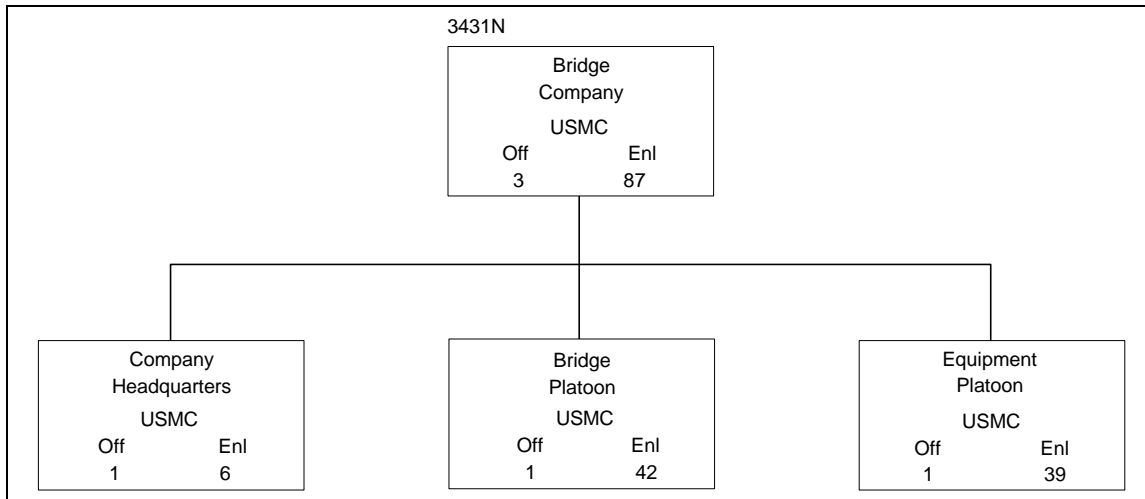 3431N
Bridge
Company
USMC
Off Enl
3 87
Company
Headquarters
USMC
Off Enl
1 6
Bridge
Platoon
USMC
Off Enl
1 42
Equipment
Platoon
USMC
Off Enl
1 39